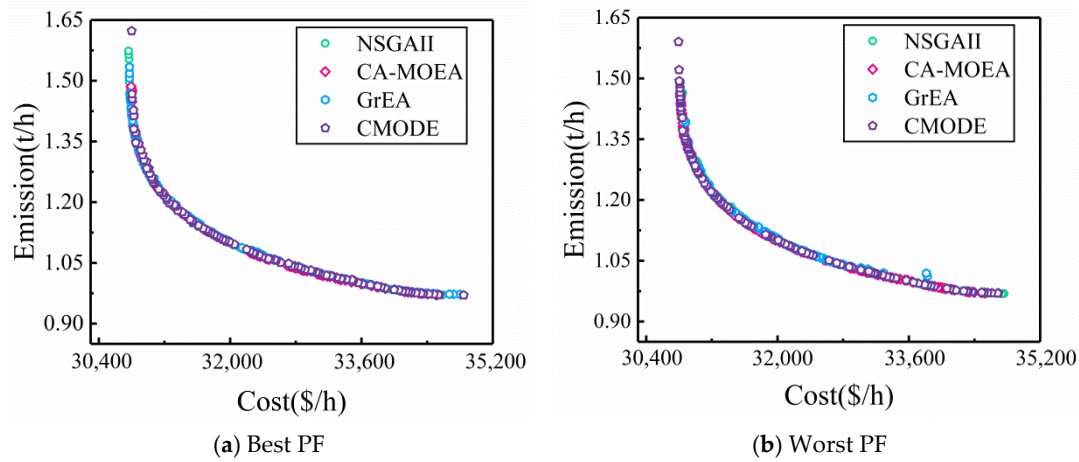 1.65
1.50
1.35
1.20
1.05
0.90
Emission(t/h)
NSGAII
CA-MOEA
GrEA
CMODE
30,400 32,000 33,600 35,200
Cost($/h)
(a) Best PF
1.65
1.50
1.35
1.20
1.05
0.90
Emission(t/h)
NSGAII
CA-MOEA
GrEA
CMODE
30,400 32,000 33,600 35,200
Cost($/h)
(b) Worst PF